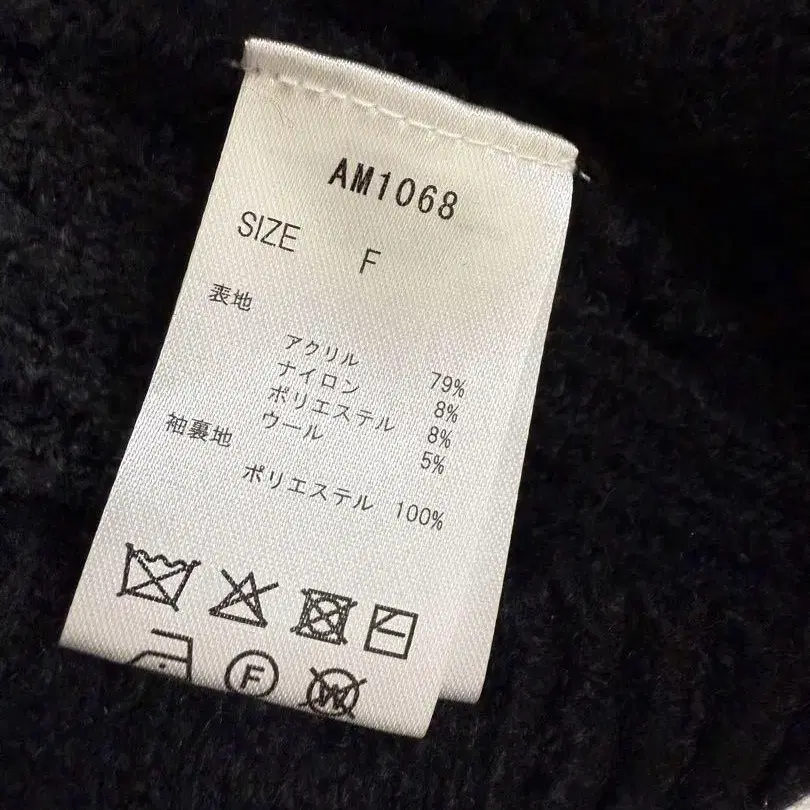 AM1068
SIZE F
表地
アクリル 79%
ナイロン 8%
ポリエステル 8%
ウール 5%
袖裏地
ポリエステル 100%
F
W